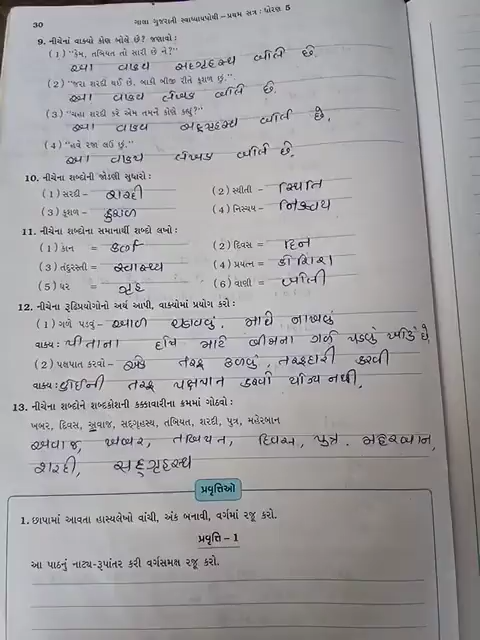 30
ગાલા ગુજરાતી સ્વાધ્યાયપોથી – પ્રથમ સત્ર : ધોરણ 5
9. નીચેનાં વાક્યો કોણ બોલે છે? જણાવો :
(1) "કેમ, તબિયત તો સારી છે ને?"
આ વાક્ય સદ્ગૃહસ્થ બોલે છે.
(2) "જરા શરદી થઈ છે. બાકી બીજી રીતે કુશળ છું."
આ વાક્ય લેખક બોલે છે.
(3) "ચહા શરદી કરે એમ તમને કોણે કહ્યું?"
આ વાક્ય સદ્ગૃહસ્થ બોલે છે.
(4) "હવે રજા લઉં છું."
આ વાક્ય લેખક બોલે છે.
10. નીચેના શબ્દોની જોડણી સુધારો :
(1) સરદી – શરદી (2) સ્થીતી – સ્થિતિ
(3) કૂશળ – કુશળ (4) નિસ્ચય – નિશ્ચય
11. નીચેના શબ્દોના સમાનાર્થી શબ્દો લખો :
(1) કાન = કર્ણ (2) દિવસ = દિન
(3) તંદુરસ્તી = સ્વાસ્થ્ય (4) પ્રયત્ન = કોશિશ
(5) ઘર = ગૃહ (6) વાણી = બોલી
12. નીચેના રૂઢિપ્રયોગોનો અર્થ આપી, વાક્યોમાં પ્રયોગ કરો :
(1) ગળે પડવું – આળ ચડાવવું, માથે નાખવું
વાક્ય : પોતાના દોષ માટે બીજાના ગળે પડવું ખોટું છે
(2) પક્ષપાત કરવો – એક તરફ ઢળવું, તરફદારી કરવી
વાક્ય : કોઈની તરફ પક્ષપાત કરવો યોગ્ય નથી.
13. નીચેના શબ્દોને શબ્દકોશની કક્કાવારીના ક્રમમાં ગોઠવો :
ખબર, દિવસ, અવાજ, સદ્ગૃહસ્થ, તબિયત, શરદી, પુત્ર, મહેરબાન
અવાજ, ખબર, તબિયત, દિવસ, પુત્ર. મહેરબાન,
શરદી, સદ્ગૃહસ્થ
પ્રવૃત્તિઓ
1. છાપામાં આવતા હાસ્યલેખો વાંચી, અંક બનાવી, વર્ગમાં રજૂ કરો.
પ્રવૃત્તિ – 1
આ પાઠનું નાટ્ય-રૂપાંતર કરી વર્ગસમક્ષ રજૂ કરો.